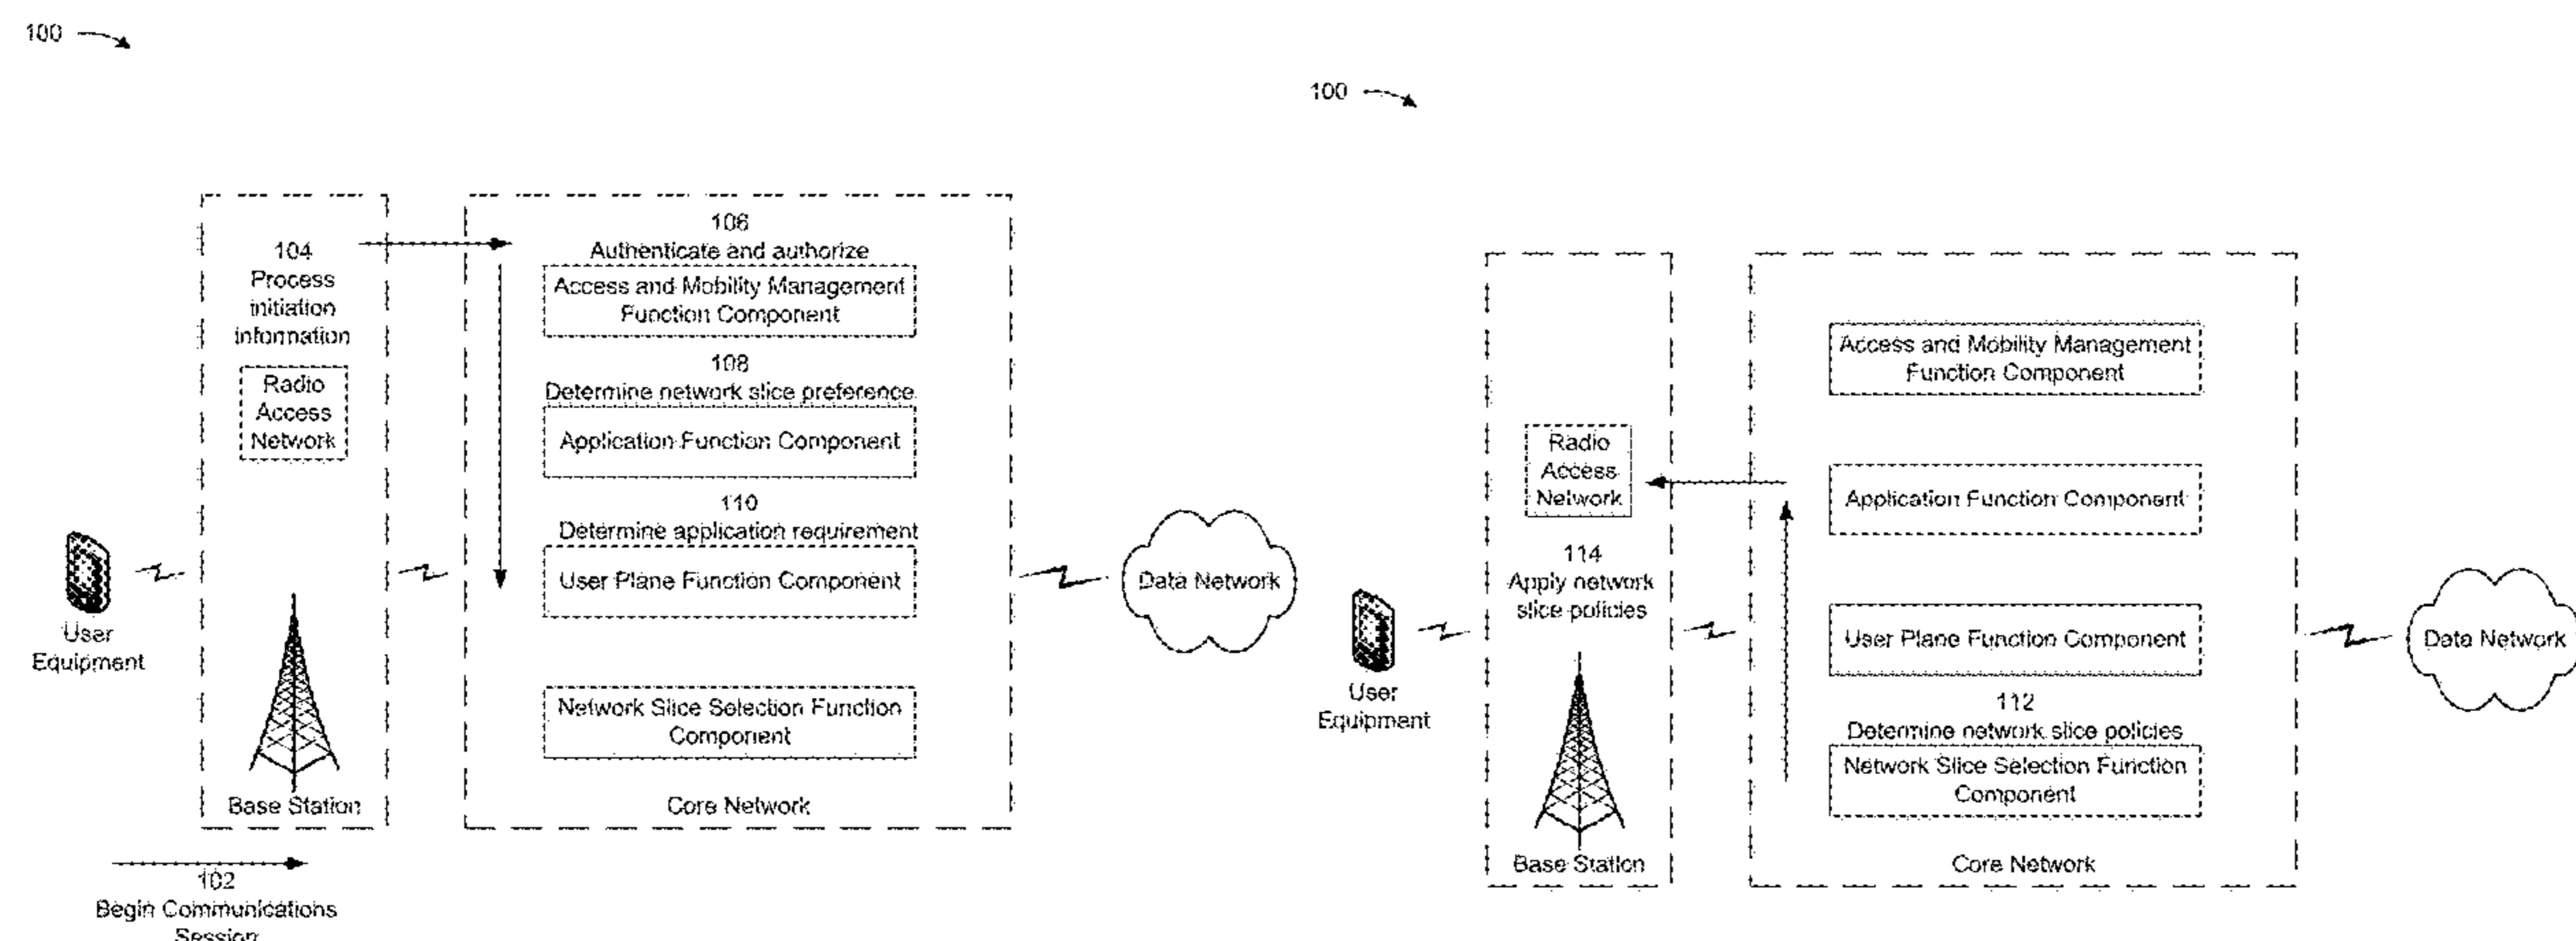 100
104
Process
initiation
information
Radio
Access
Network
User
Equipment
Base Station
102
Begin Communications
Session
106
Authenticate and authorize
Access and Mobility Management
Function Component
108
Determine network slice preference
Application Function Component
110
Determine application requirement
User Plane Function Component
Network Slice Selection Function
Component
Core Network
Data Network
100
Radio
Access
Network
114
Apply network
slice policies
User
Equipment
Base Station
Access and Mobility Management
Function Component
Application Function Component
User Plane Function Component
112
Determine network slice policies
Network Slice Selection Function
Component
Core Network
Data Network